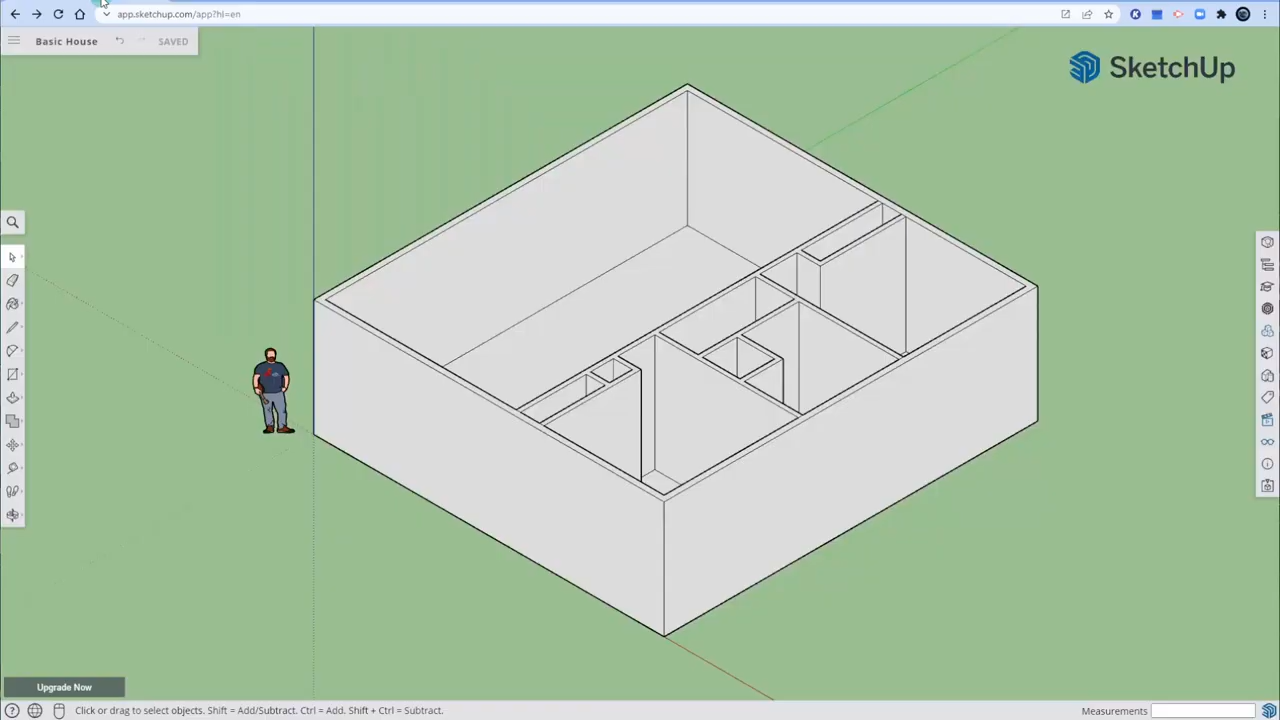 app.sketchup.com/app?hl=en
Basic House
SAVED
SketchUp
Upgrade Now
Click or drag to select objects. Shift = Add/Subtract. Ctrl = Add. Shift + Ctrl = Subtract.
Measurements